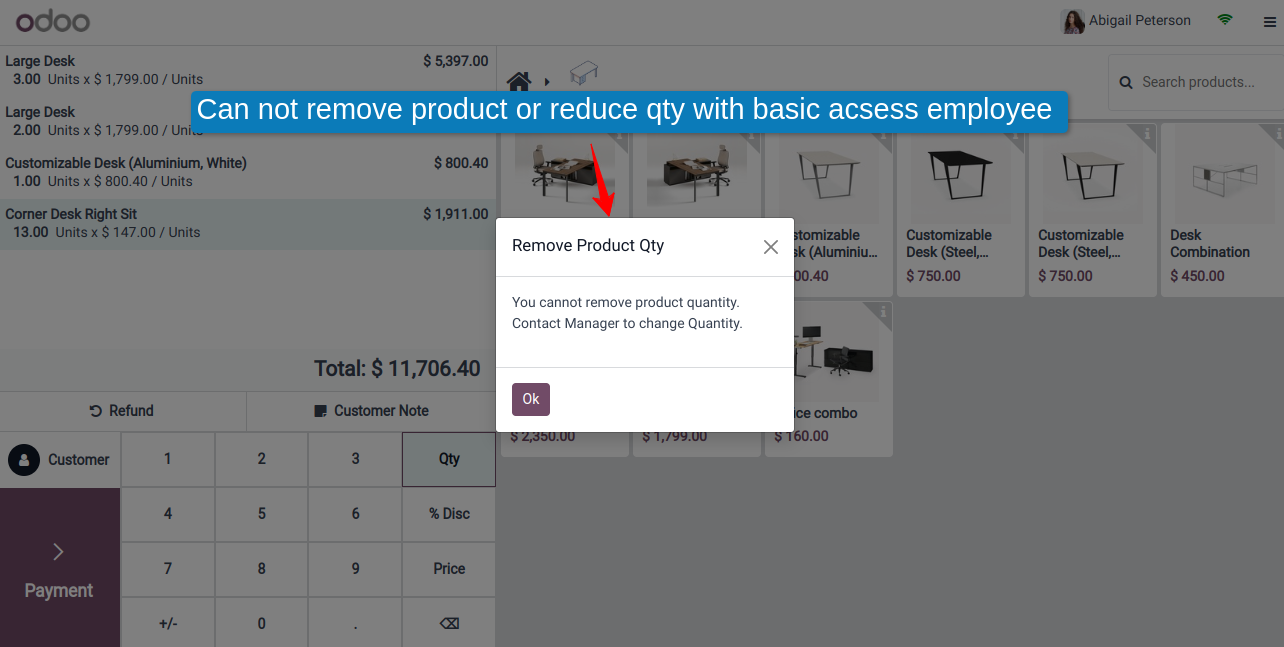 odoo
Abigail Peterson
Large Desk $ 5,397.00
3.00 Units x $ 1,799.00 / Units
Search products...
Can not remove product or reduce qty with basic acsess employee
Large Desk
2.00 Units x $ 1,799.00 / Units
Customizable Desk (Aluminium, White) $ 800.40
1.00 Units x $ 800.40 / Units
Corner Desk Right Sit $ 1,911.00
13.00 Units x $ 147.00 / Units
Remove Product Qty
You cannot remove product quantity.
Contact Manager to change Quantity.
Ok
stomizable
sk (Aluminiu...
00.40
Customizable
Desk (Steel,...
$ 750.00
Customizable
Desk (Steel,...
$ 750.00
Desk
Combination
$ 450.00
ice combo
$ 2,350.00
$ 1,799.00
$ 160.00
Total: $ 11,706.40
Refund
Customer Note
Customer
1 2 3 Qty
4 5 6 % Disc
Payment
7 8 9 Price
+/- 0 .